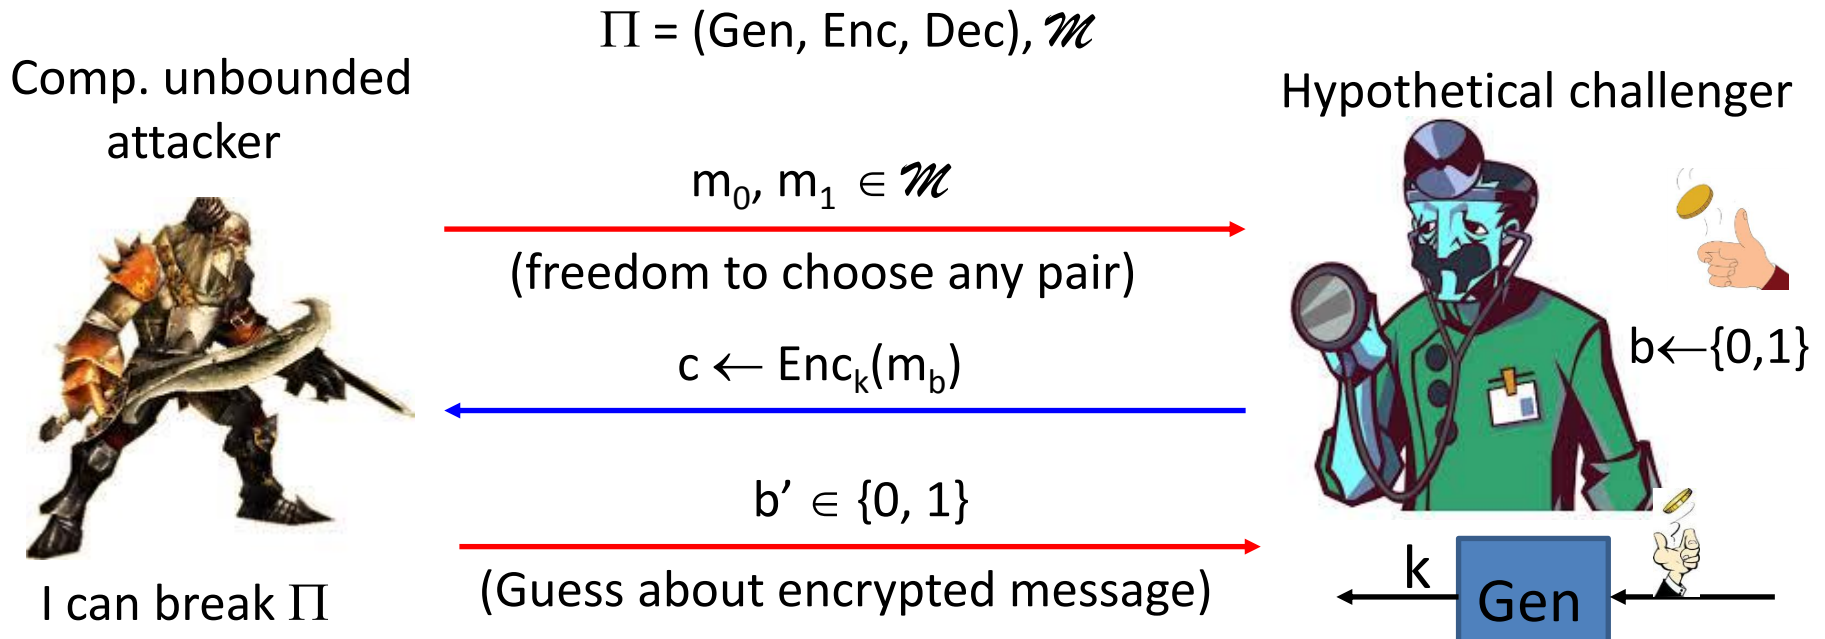 Π = (Gen, Enc, Dec), ℳ
Comp. unbounded
attacker
Hypothetical challenger
m₀, m₁ ∈ ℳ
(freedom to choose any pair)
b←{0,1}
c ← Encₖ(m_b)
b’ ∈ {0, 1}
(Guess about encrypted message)
I can break Π
k
Gen